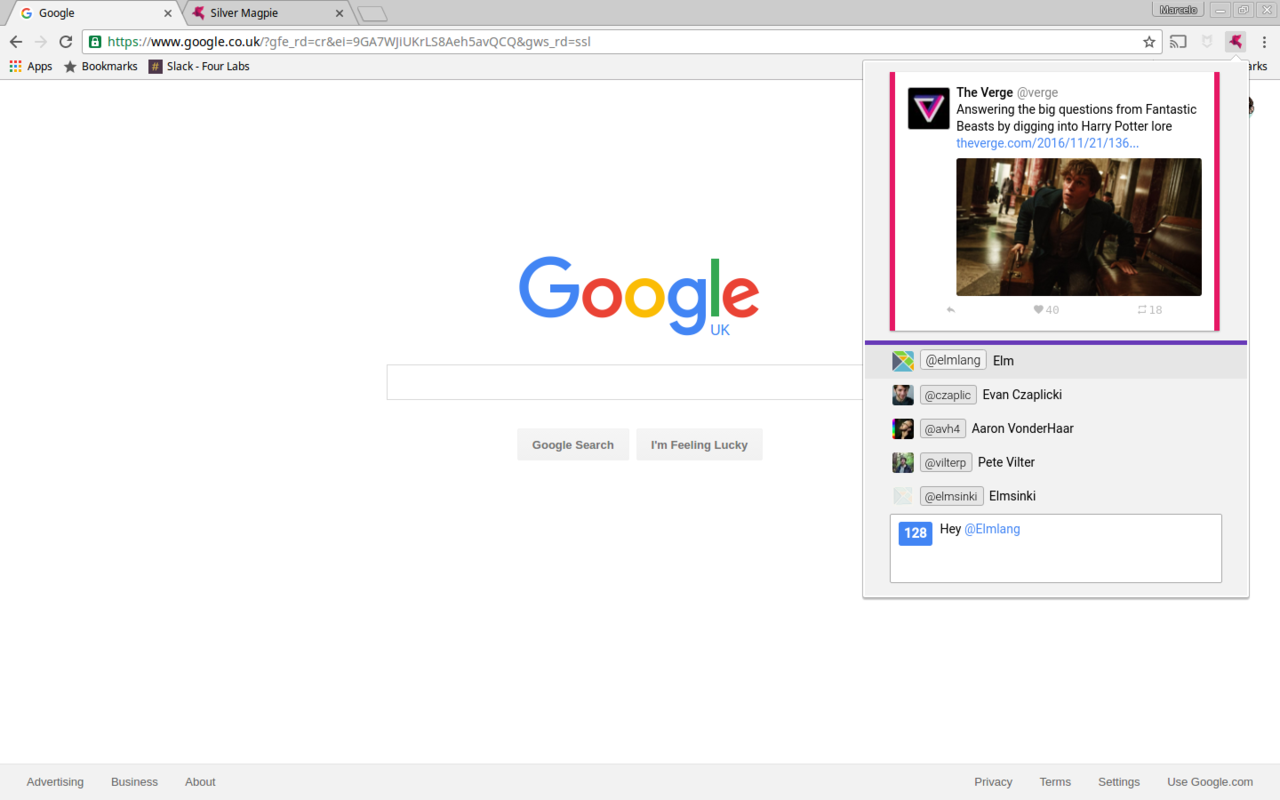 Google
Silver Magpie
Marcelo
https://www.google.co.uk/?gfe_rd=cr&ei=9GA7WJiUKrLS8Aeh5avQCQ&gws_rd=ssl
Apps
Bookmarks
Slack - Four Labs
arks
The Verge @verge
Answering the big questions from Fantastic
Beasts by digging into Harry Potter lore
theverge.com/2016/11/21/136...
40
18
@elmlang Elm
@czaplic Evan Czaplicki
@avh4 Aaron VonderHaar
@vilterp Pete Vilter
@elmsinki Elmsinki
128 Hey @Elmlang
Google
UK
Google Search
I'm Feeling Lucky
Advertising
Business
About
Privacy
Terms
Settings
Use Google.com